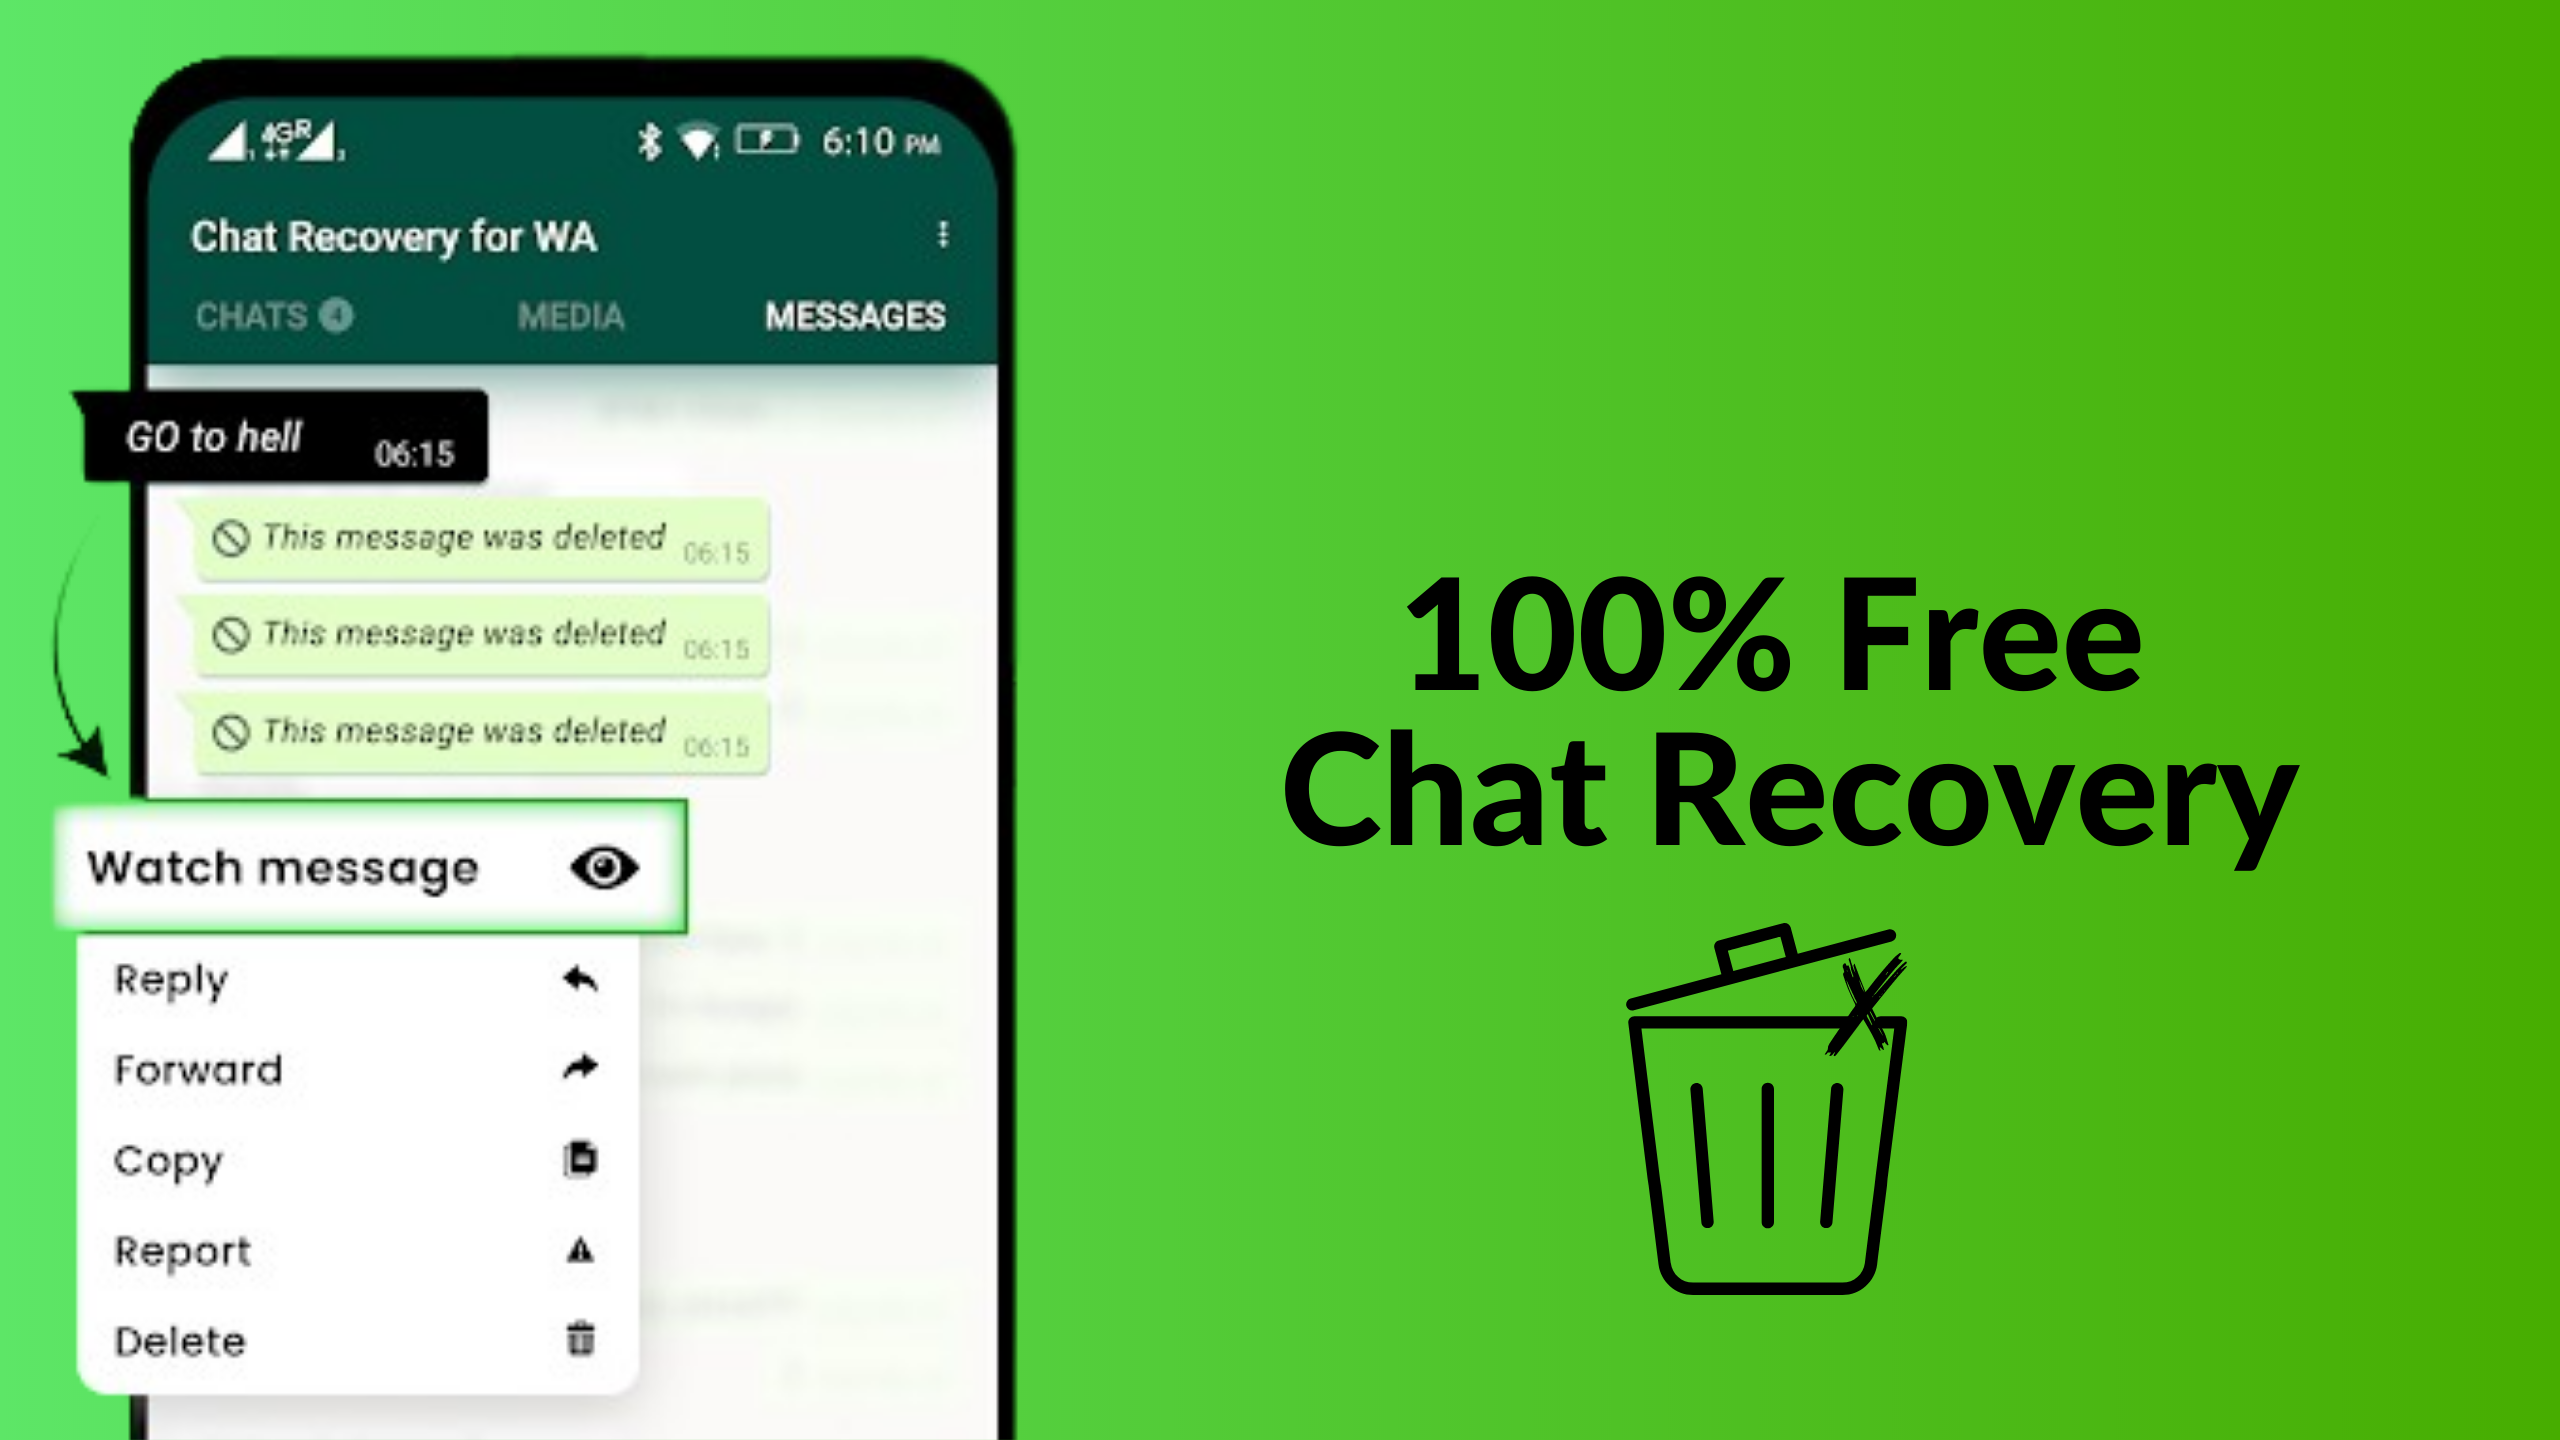 4G R
6:10 PM
Chat Recovery for WA
CHATS 4
MEDIA
MESSAGES
GO to hell 06:15
This message was deleted 06:15
This message was deleted 06:15
This message was deleted 06:15
Watch message
Reply
Forward
Copy
Report
Delete
100% Free
Chat Recovery